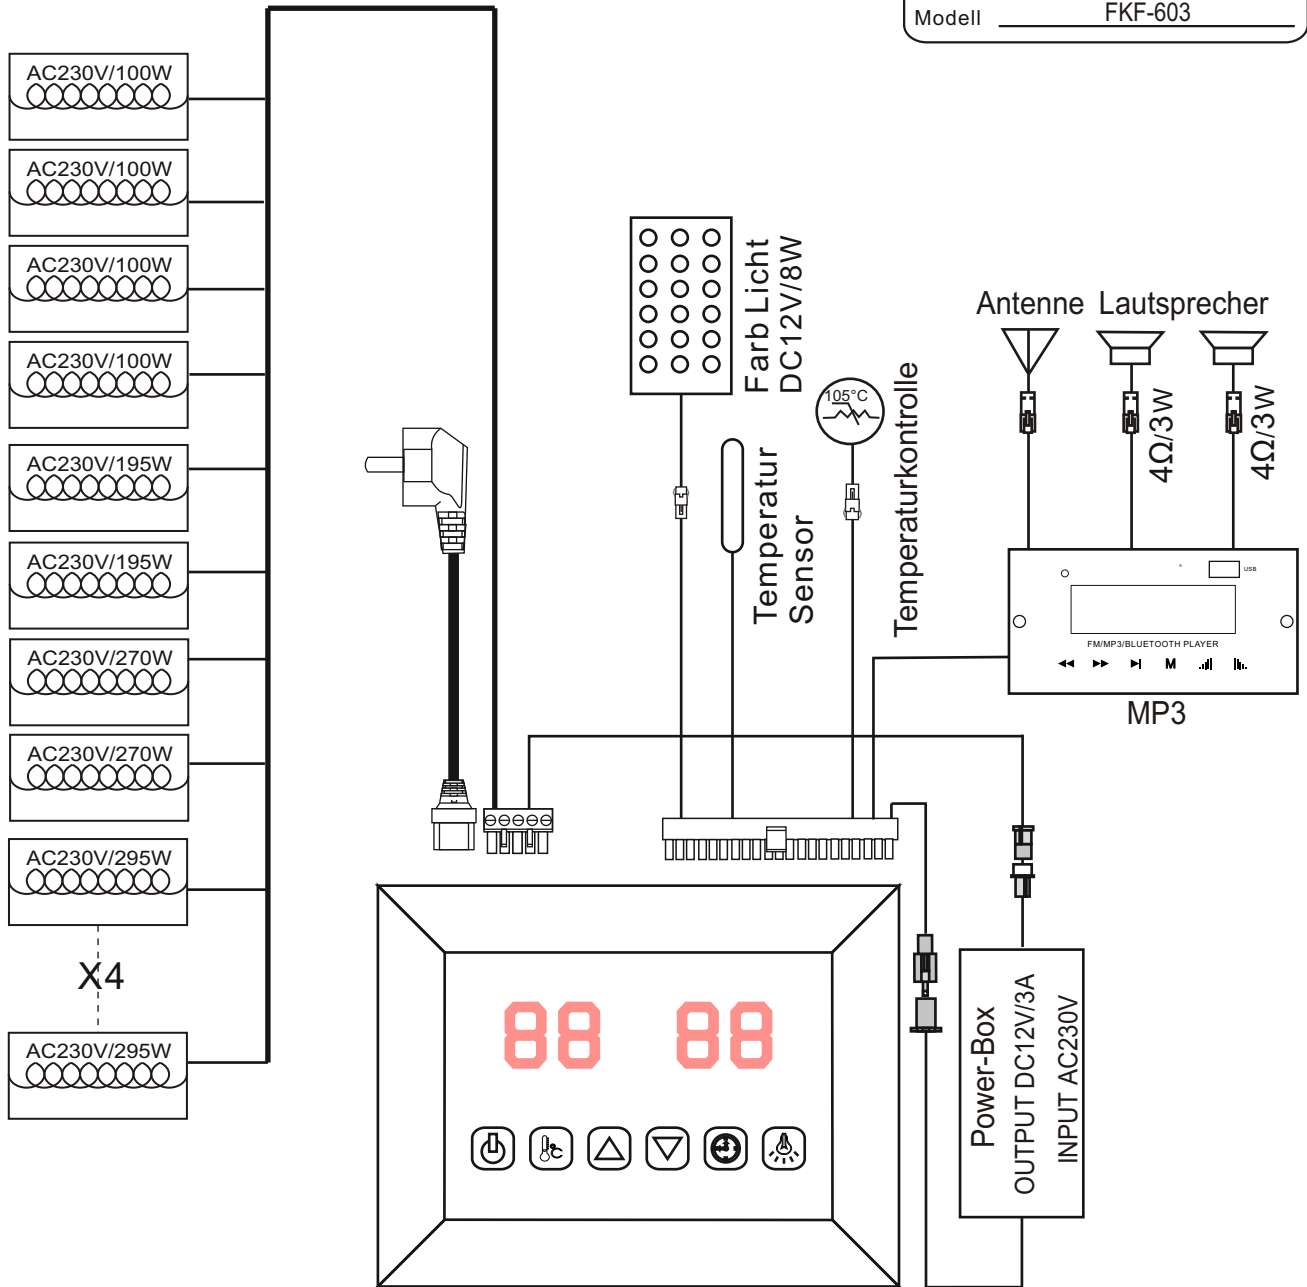 Modell FKF-603
AC230V/100W
AC230V/100W
AC230V/100W
AC230V/100W
AC230V/195W
AC230V/195W
AC230V/270W
AC230V/270W
AC230V/295W
X4
AC230V/295W
Farb Licht
DC12V/8W
Temperatur
Sensor
105°C
Temperaturkontrolle
Antenne Lautsprecher
4Ω/3W
4Ω/3W
USB
FM/MP3/BLUETOOTH PLAYER
M
MP3
88 88
°C
Power-Box
OUTPUT DC12V/3A
INPUT AC230V